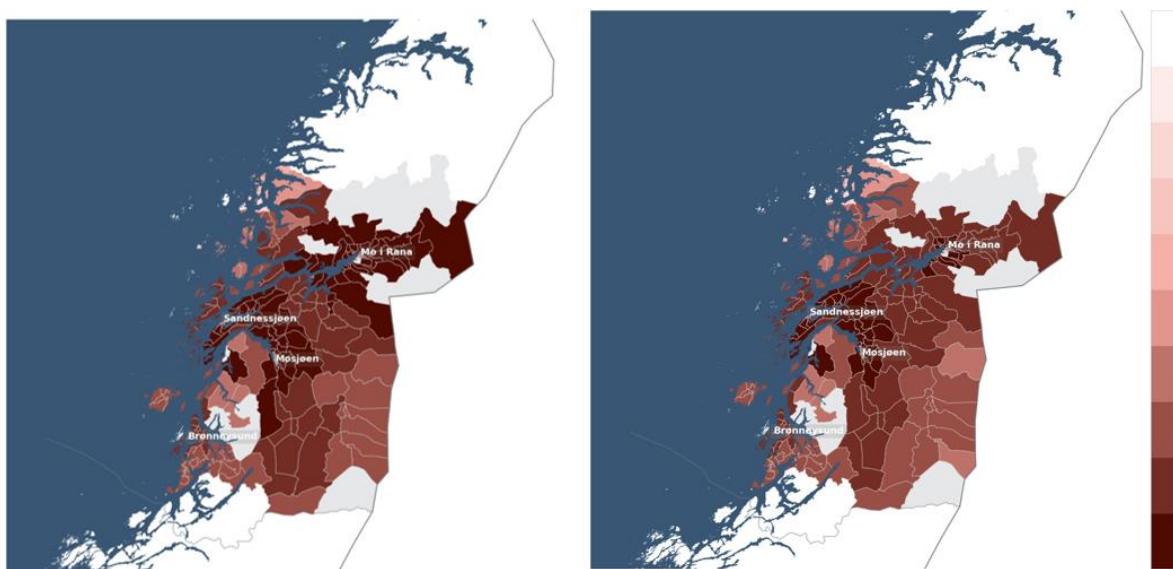 Mo i Rana
Sandnessjøen
Mosjøen
Brønnøysund
Mo i Rana
Sandnessjøen
Mosjøen
Brønnøysund